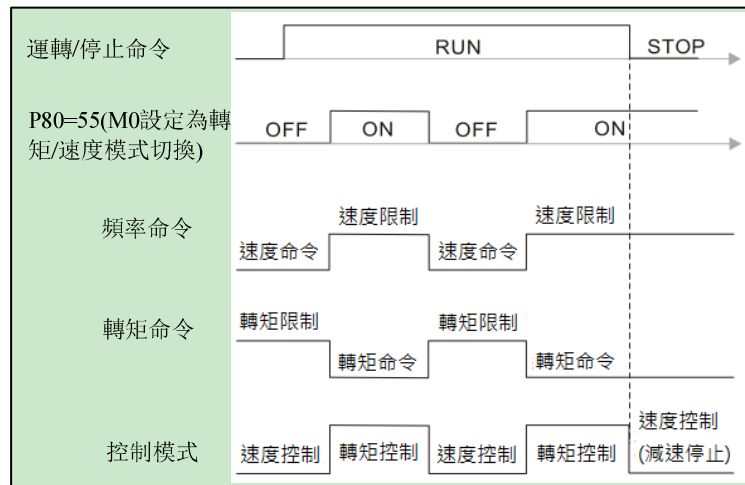 運轉/停止命令
RUN
STOP
P80=55(M0設定為轉
矩/速度模式切換)
OFF
ON
OFF
ON
頻率命令
速度命令
速度限制
速度命令
速度限制
轉矩命令
轉矩限制
轉矩命令
轉矩限制
轉矩命令
控制模式
速度控制
轉矩控制
速度控制
轉矩控制
速度控制
(減速停止)